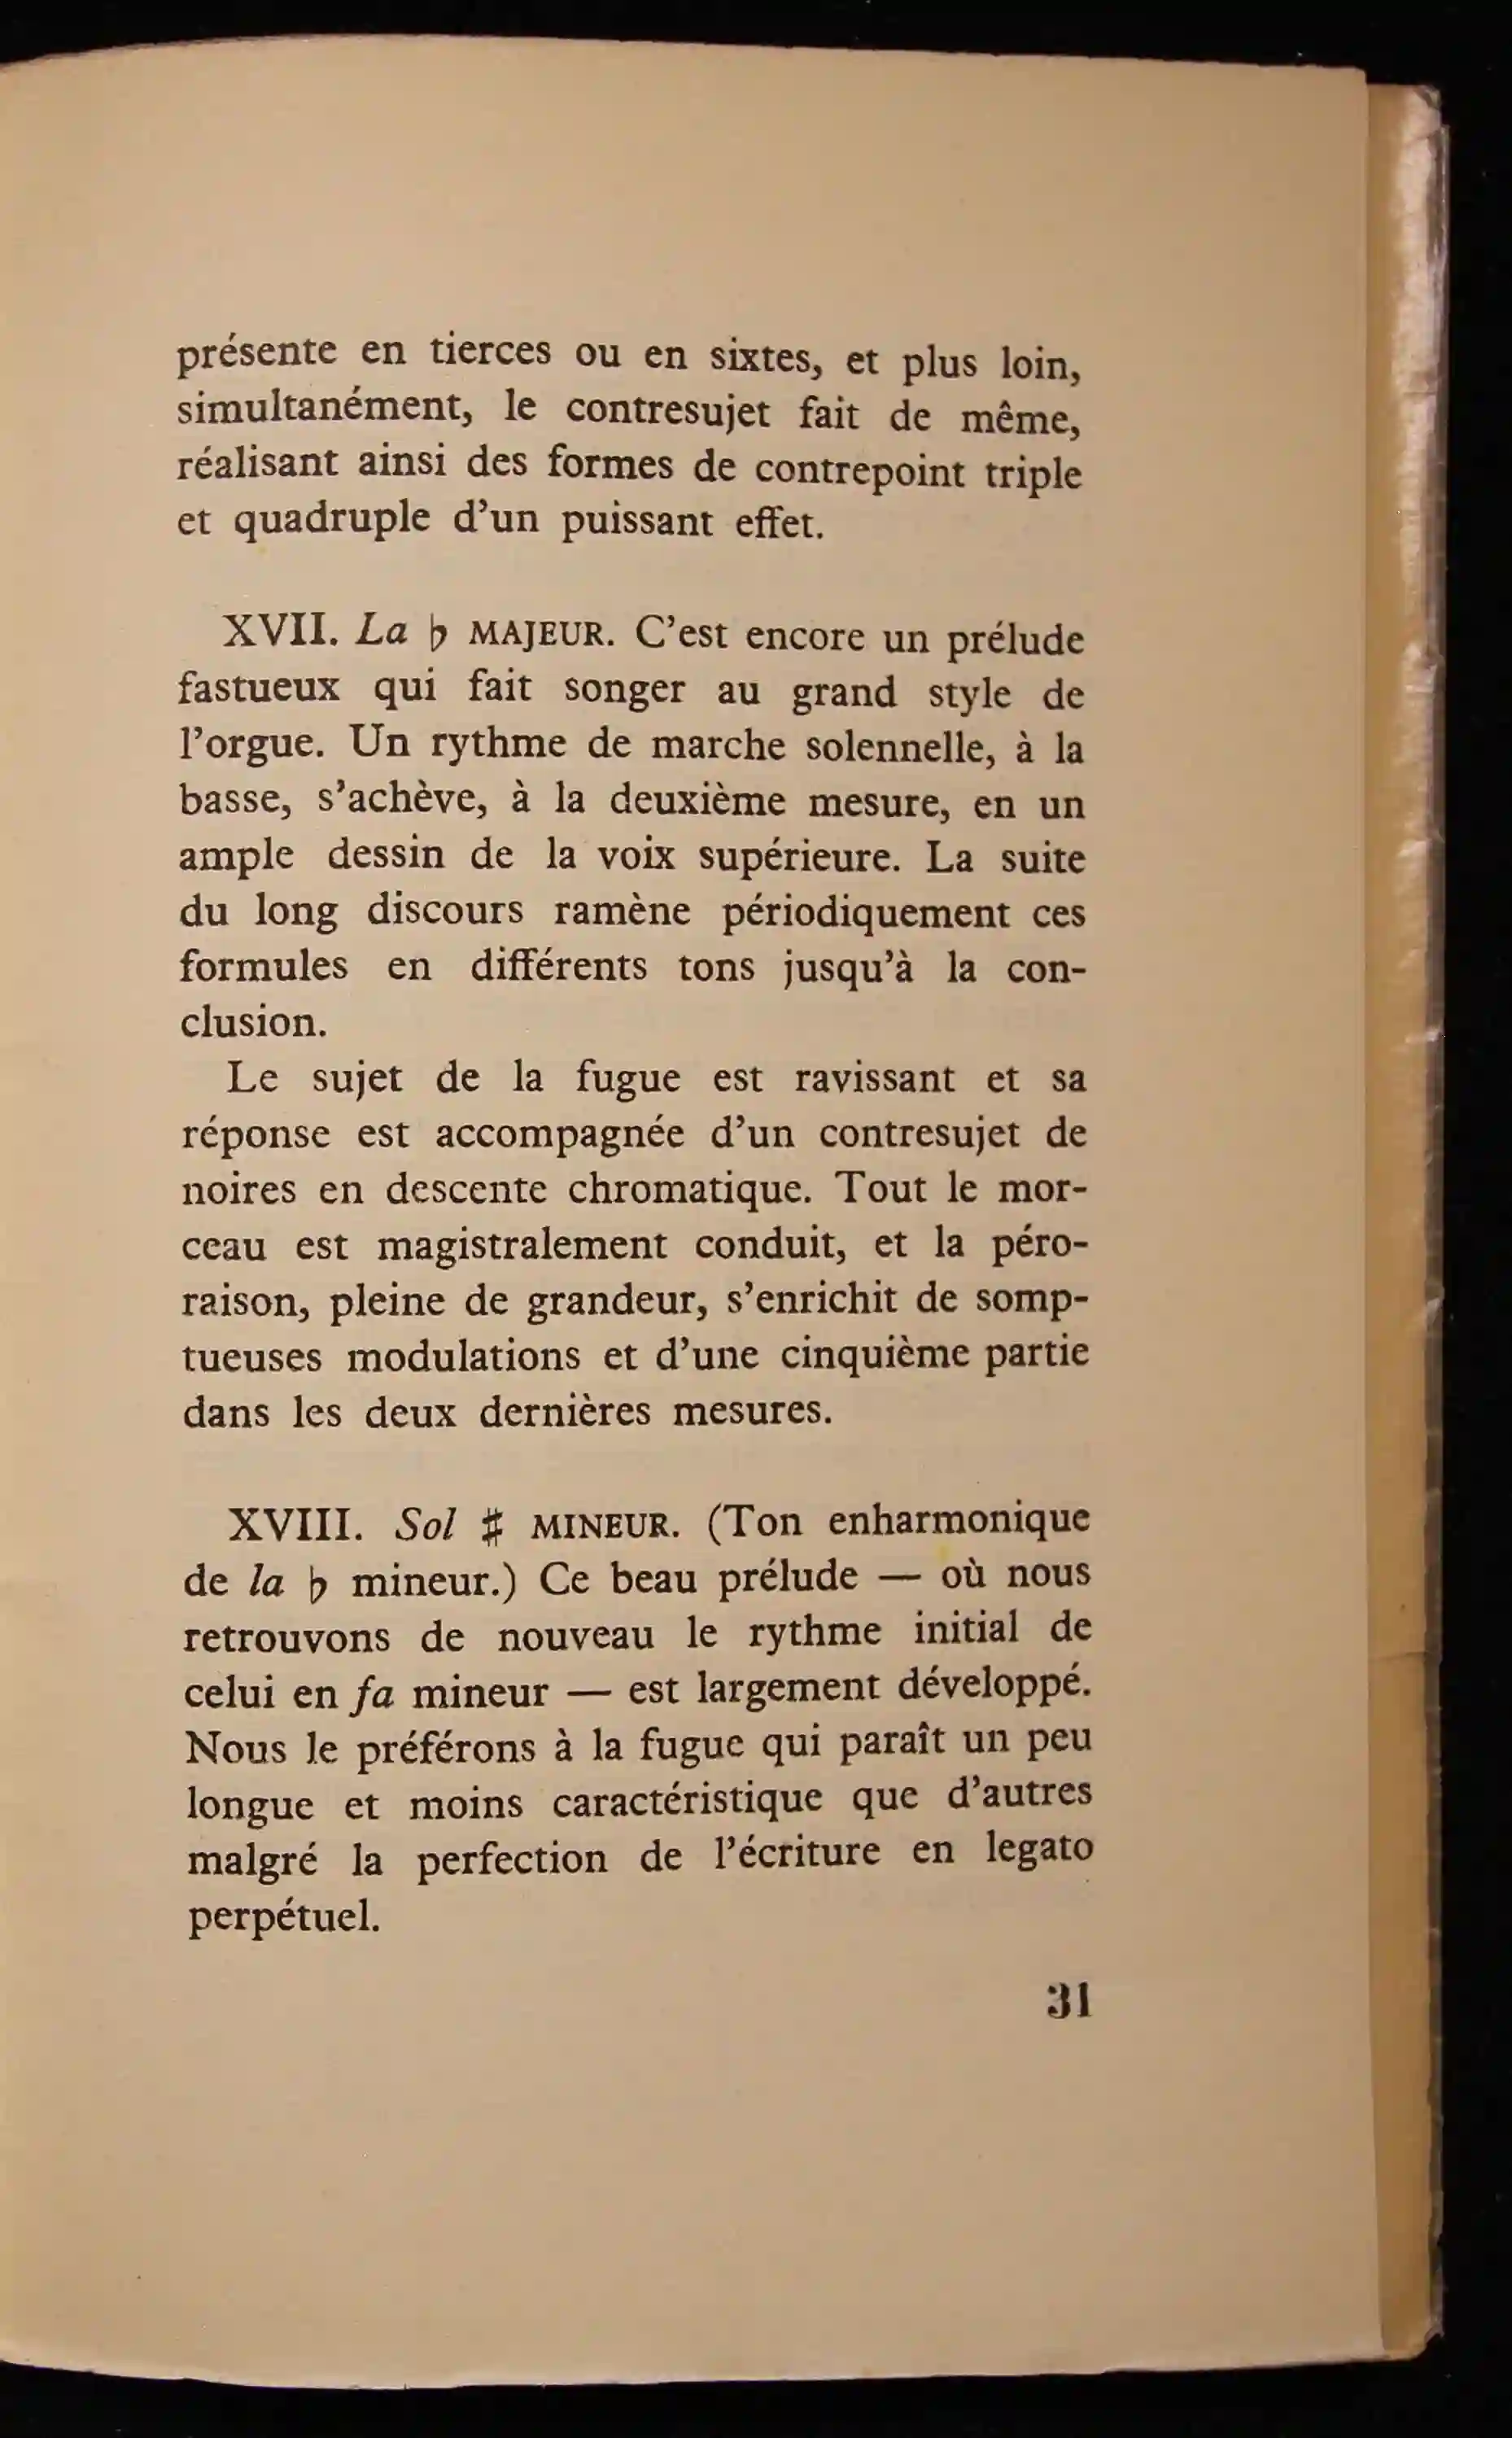 présente en tierces ou en sixtes, et plus loin,
simultanément, le contresujet fait de même,
réalisant ainsi des formes de contrepoint triple
et quadruple d’un puissant effet.
XVII. La ♭ MAJEUR. C’est encore un prélude
fastueux qui fait songer au grand style de
l’orgue. Un rythme de marche solennelle, à la
basse, s’achève, à la deuxième mesure, en un
ample dessin de la voix supérieure. La suite
du long discours ramène périodiquement ces
formules en différents tons jusqu’à la con-
clusion.
Le sujet de la fugue est ravissant et sa
réponse est accompagnée d’un contresujet de
noires en descente chromatique. Tout le mor-
ceau est magistralement conduit, et la péro-
raison, pleine de grandeur, s’enrichit de somp-
tueuses modulations et d’une cinquième partie
dans les deux dernières mesures.
XVIII. Sol ♯ MINEUR. (Ton enharmonique
de la ♭ mineur.) Ce beau prélude — où nous
retrouvons de nouveau le rythme initial de
celui en fa mineur — est largement développé.
Nous le préférons à la fugue qui paraît un peu
longue et moins caractéristique que d’autres
malgré la perfection de l’écriture en legato
perpétuel.
31